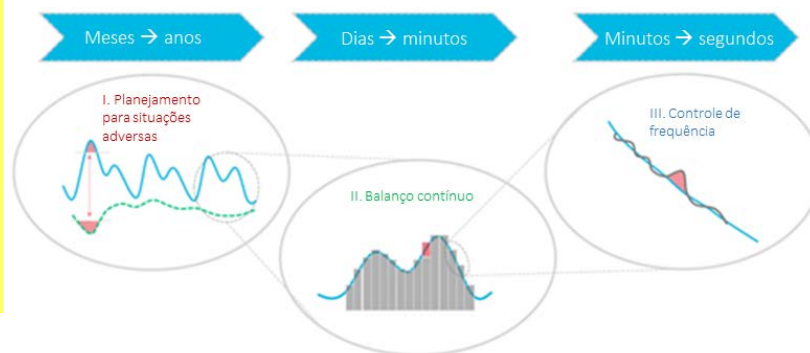 Meses → anos
Dias → minutos
Minutos → segundos
I. Planejamento
para situações
adversas
II. Balanço contínuo
III. Controle de
frequência